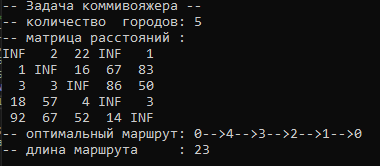 -- Задача коммивояжера --
-- количество  городов: 5
-- матрица расстояний :
INF   2  22 INF   1
  1 INF  16  67  83
  3   3 INF  86  50
 18  57   4 INF   3
 92  67  52  14 INF
-- оптимальный маршрут: 0-->4-->3-->2-->1-->0
-- длина маршрута     : 23